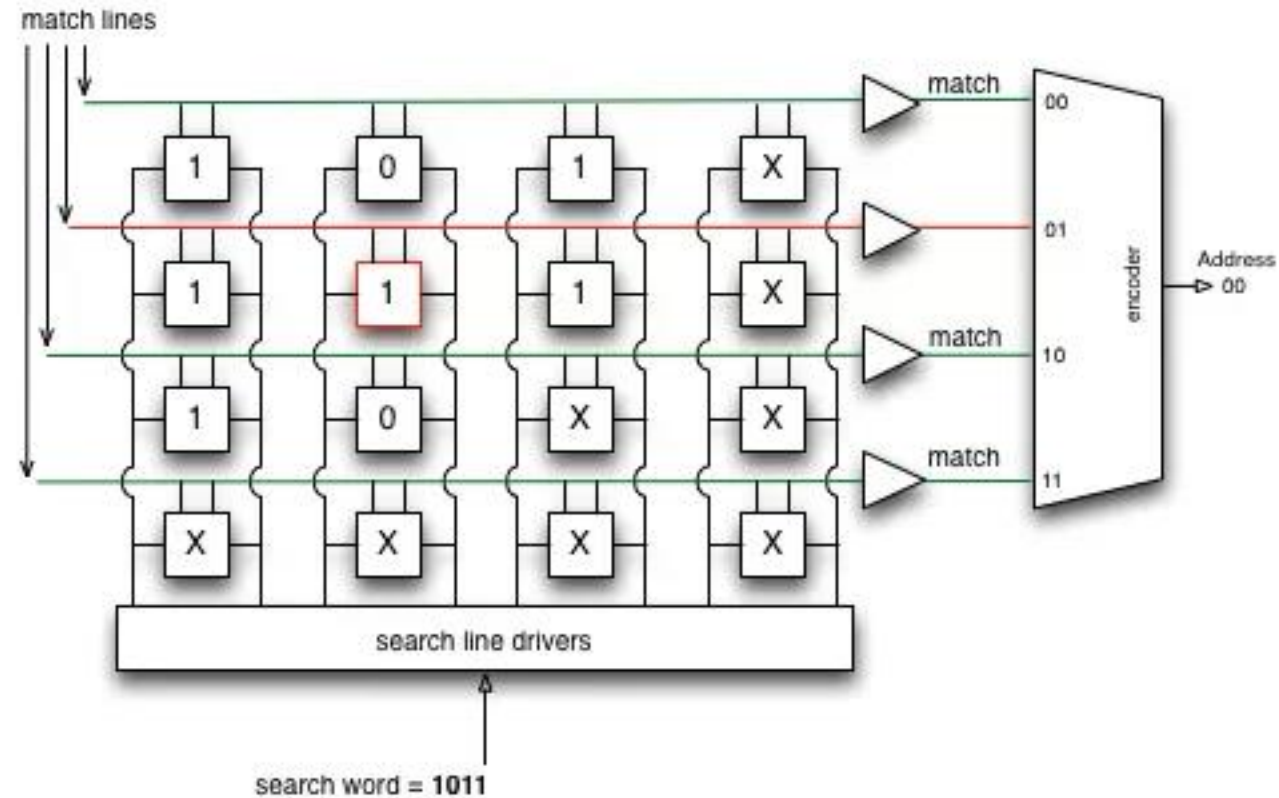 match lines
match
00
1 0 1 X
01
1 1 1 X
encoder
Address
00
match
10
1 0 X X
match
11
X X X X
search line drivers
search word = 1011